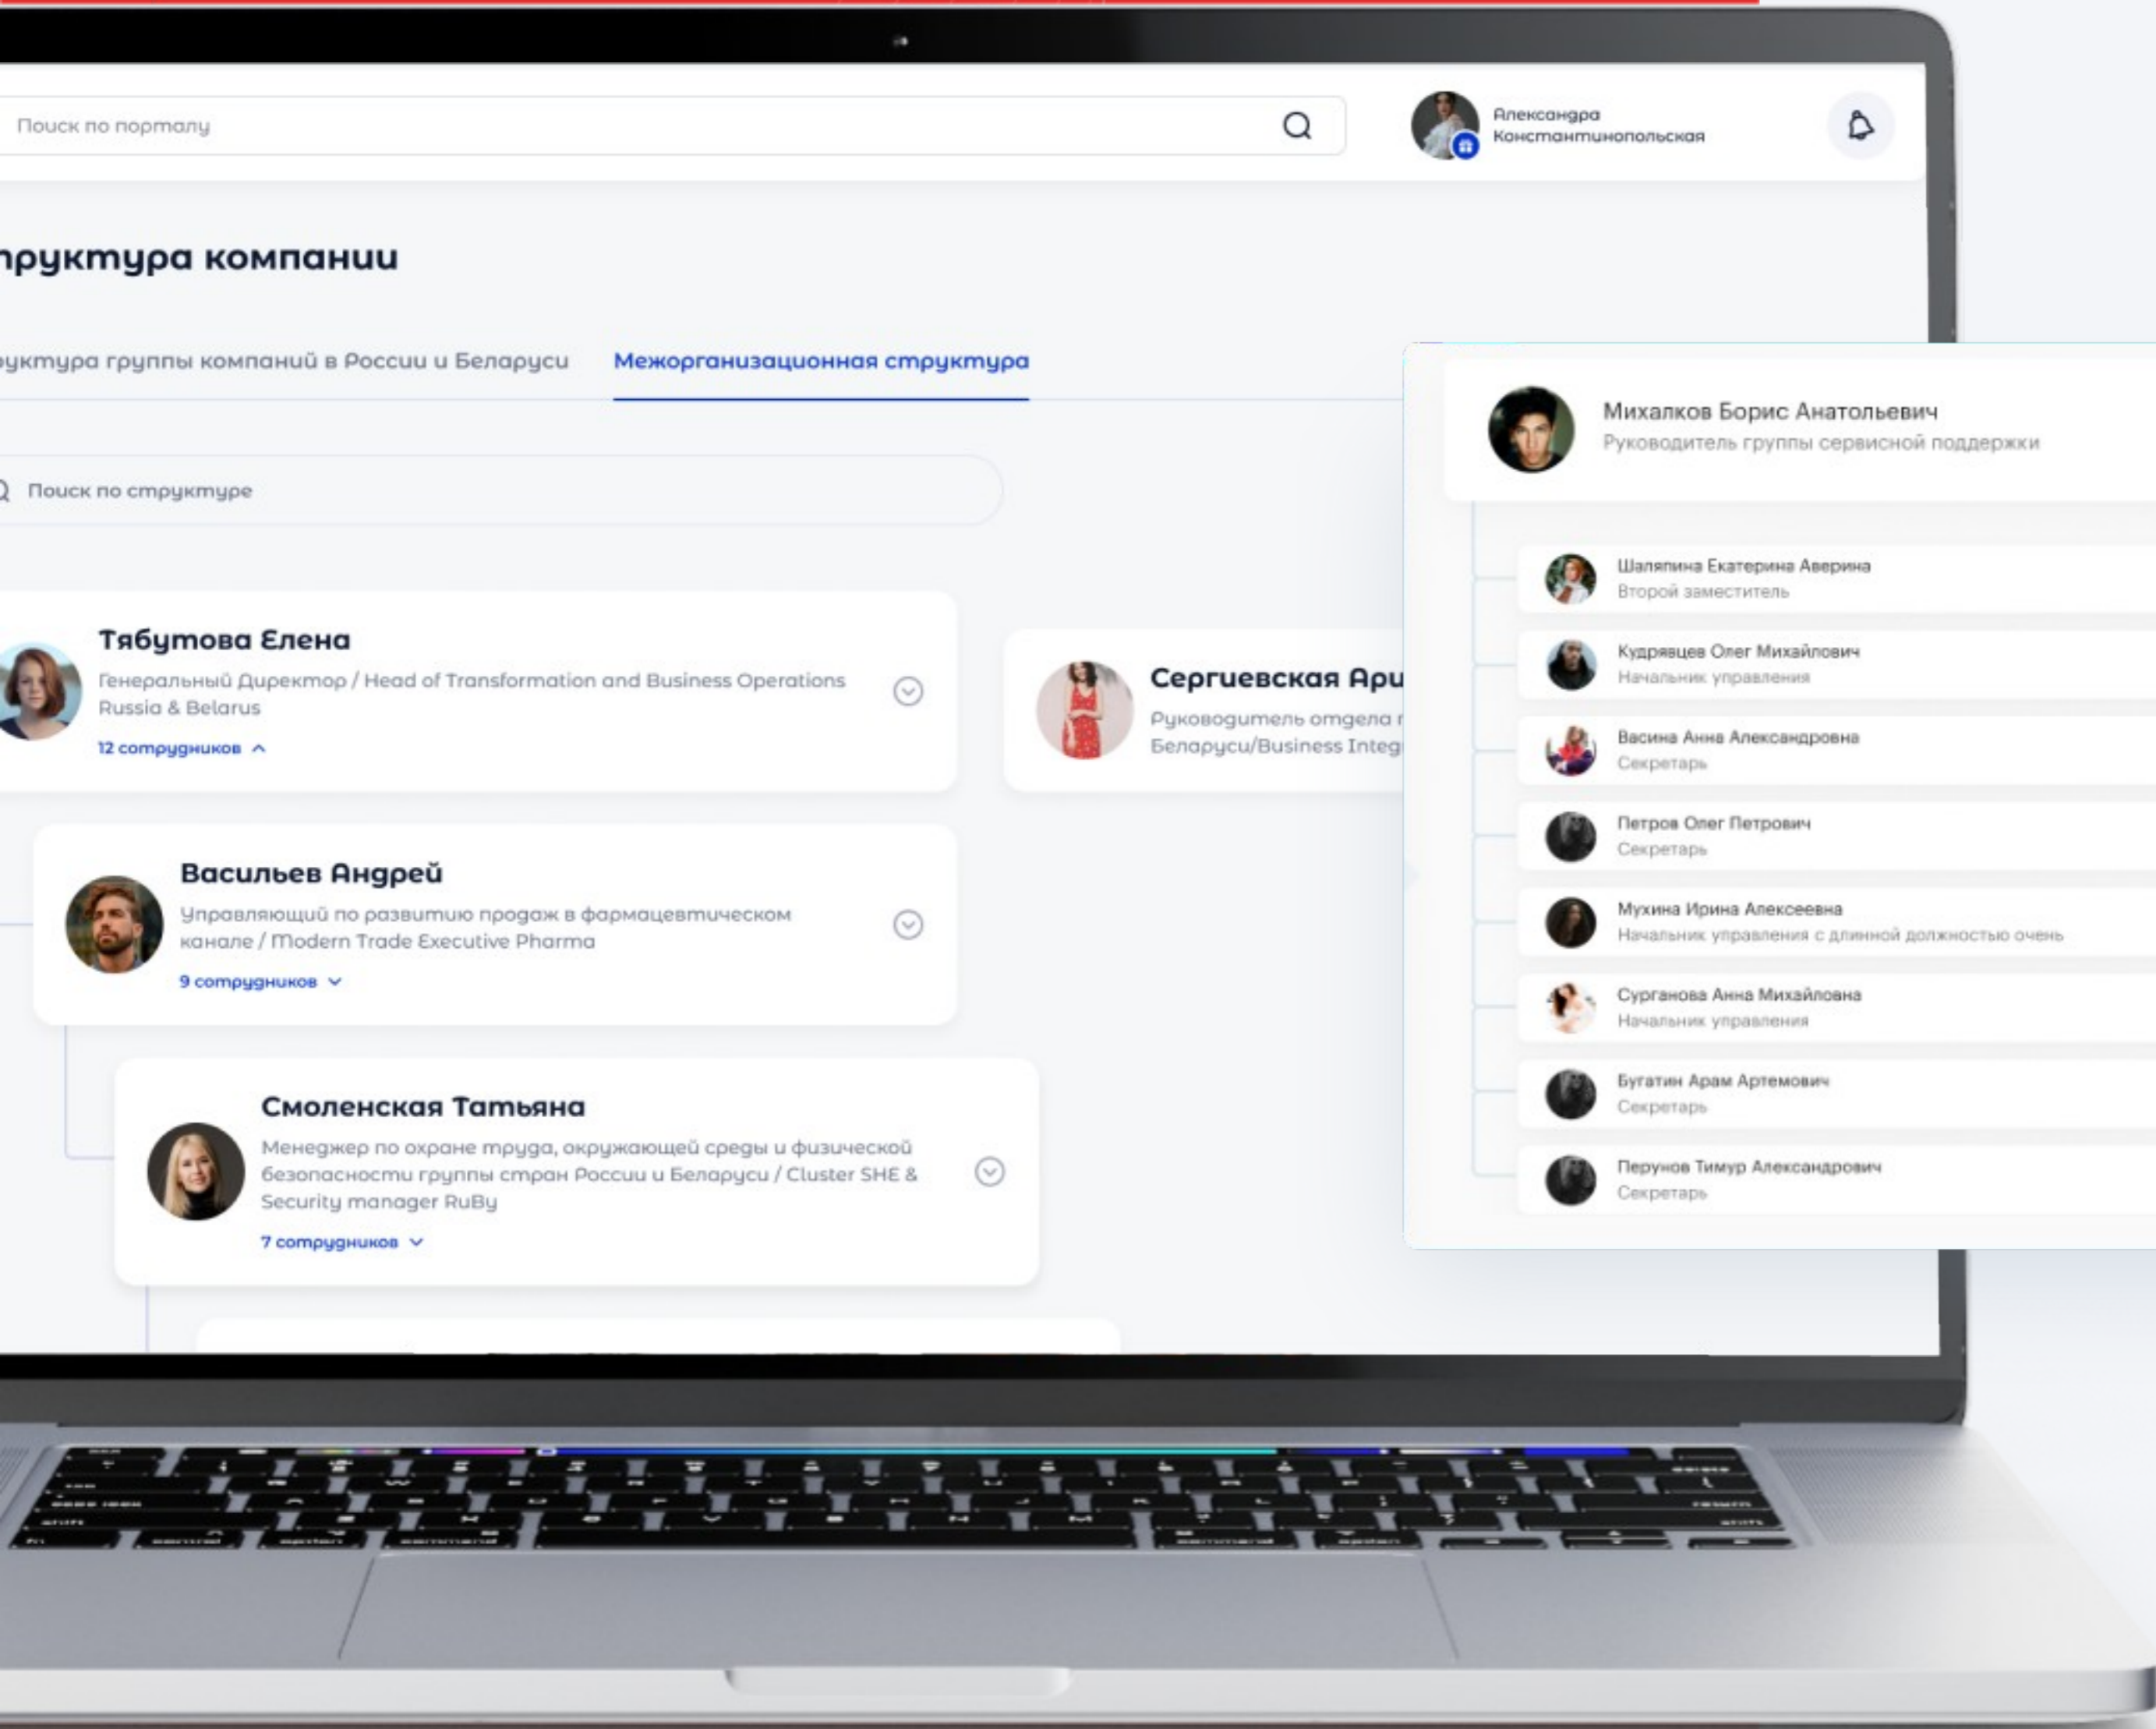 Поиск по порталу
Александра
Константинопольская
труктура компании
руктура группы компаний в России и Беларуси
Межорганизационная структура
Поиск по структуре
Тябутова Елена
Генеральный Директор / Head of Transformation and Business Operations
Russia & Belarus
12 сотрудников
Сергиевская Ари
Руководитель отдела
Беларуси/Business Integ
Васильев Андрей
Управляющий по развитию продаж в фармацевтическом
канале / Modern Trade Executive Pharma
9 сотрудников
Смоленская Татьяна
Менеджер по охране труда, окружающей среды и физической
безопасности группы стран России и Беларуси / Cluster SHE &
Security manager RuBy
7 сотрудников
Михалков Борис Анатольевич
Руководитель группы сервисной поддержки
Шаляпина Екатерина Аверина
Второй заместитель
Кудрявцев Олег Михайлович
Начальник управления
Васина Анна Александровна
Секретарь
Петров Олег Петрович
Секретарь
Мухина Ирина Алексеевна
Начальник управления с длинной должностью очень
Сурганова Анна Михайловна
Начальник управления
Бугатин Арам Артемович
Секретарь
Перунов Тимур Александрович
Секретарь